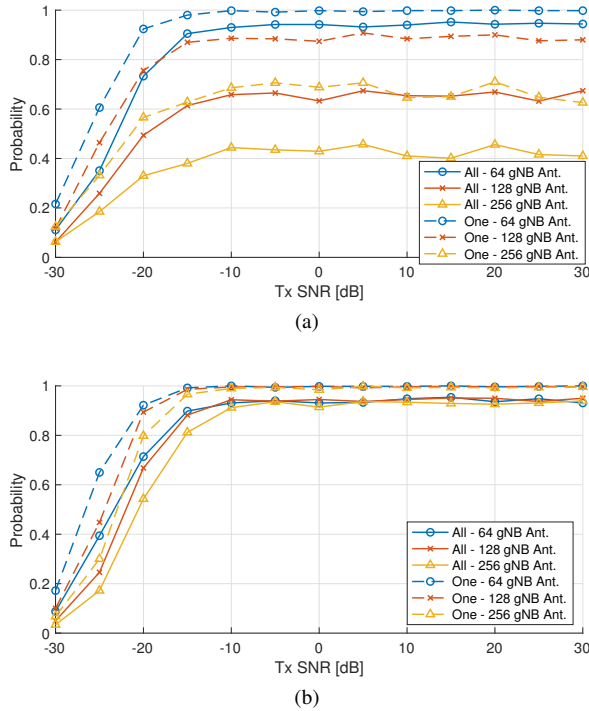 1
0.8
0.6
0.4
0.2
0
Probability
-30
-20
-10
0
10
20
30
Tx SNR [dB]
All - 64 gNB Ant.
All - 128 gNB Ant.
All - 256 gNB Ant.
One - 64 gNB Ant.
One - 128 gNB Ant.
One - 256 gNB Ant.
(a)
1
0.8
0.6
0.4
0.2
0
Probability
-30
-20
-10
0
10
20
30
Tx SNR [dB]
All - 64 gNB Ant.
All - 128 gNB Ant.
All - 256 gNB Ant.
One - 64 gNB Ant.
One - 128 gNB Ant.
One - 256 gNB Ant.
(b)